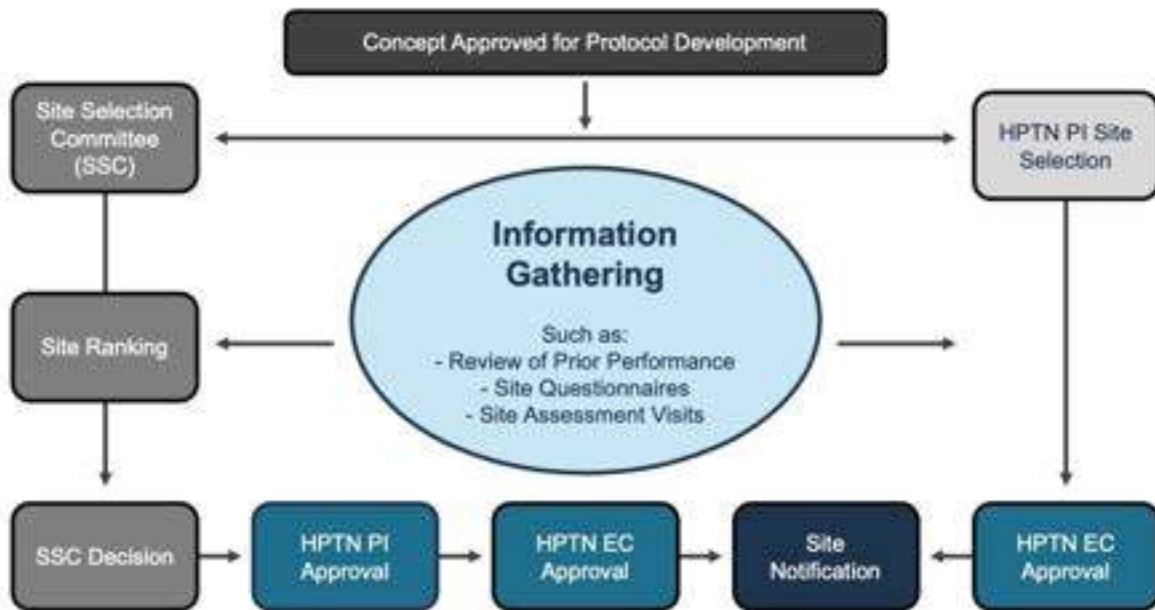 Concept Approved for Protocol Development
Site Selection
Committee
(SSC)
HPTN PI Site
Selection
Information
Gathering
Such as:
- Review of Prior Performance
- Site Questionnaires
- Site Assessment Visits
Site Ranking
SSC Decision
HPTN PI
Approval
HPTN EC
Approval
Site
Notification
HPTN EC
Approval